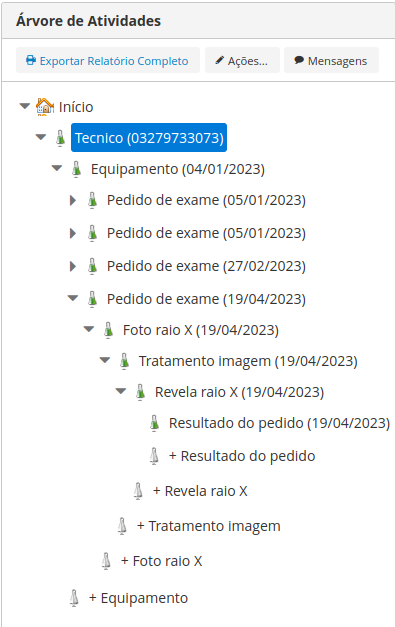 Árvore de Atividades
Exportar Relatório Completo Ações... Mensagens
Início
Tecnico (03279733073)
Equipamento (04/01/2023)
Pedido de exame (05/01/2023)
Pedido de exame (05/01/2023)
Pedido de exame (27/02/2023)
Pedido de exame (19/04/2023)
Foto raio X (19/04/2023)
Tratamento imagem (19/04/2023)
Revela raio X (19/04/2023)
Resultado do pedido (19/04/2023)
+ Resultado do pedido
+ Revela raio X
+ Tratamento imagem
+ Foto raio X
+ Equipamento